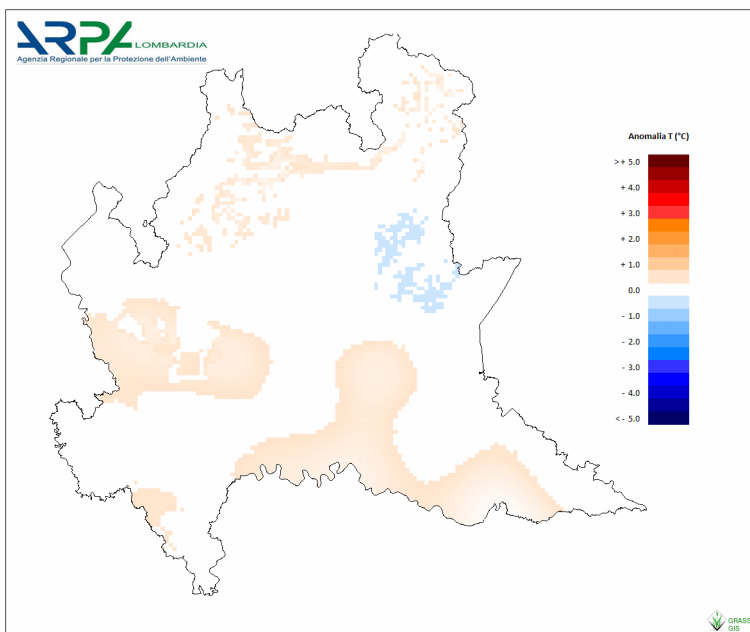 ARPA LOMBARDIA
Agenzia Regionale per la Protezione dell'Ambiente
Anomalia T (°C)
> + 5.0
+ 4.0
+ 3.0
+ 2.0
+ 1.0
0.0
- 1.0
- 2.0
- 3.0
- 4.0
< - 5.0
GRASS
GIS